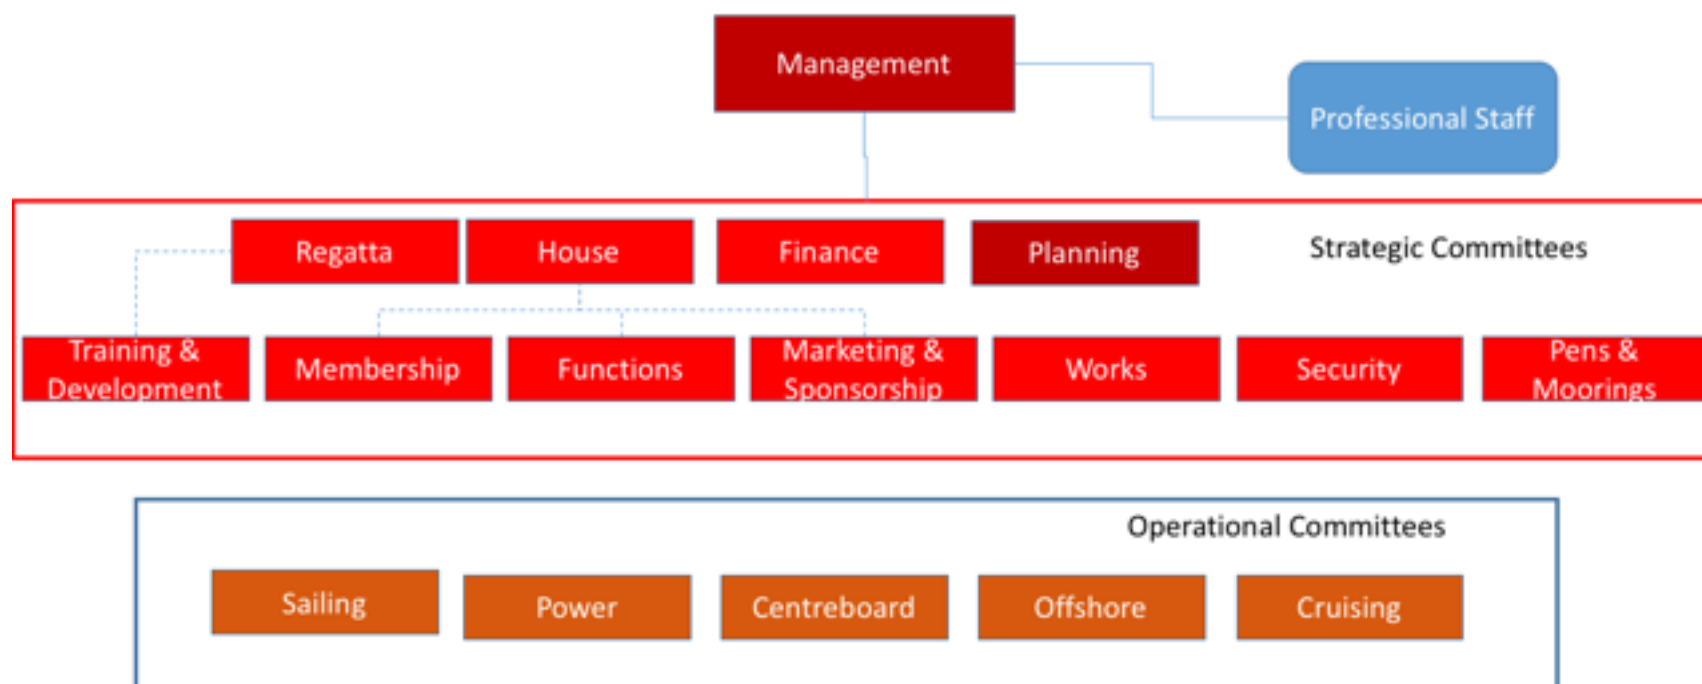 Management
Professional Staff
Regatta
House
Finance
Planning
Strategic Committees
Training &
Development
Membership
Functions
Marketing &
Sponsorship
Works
Security
Pens &
Moorings
Operational Committees
Sailing
Power
Centreboard
Offshore
Cruising